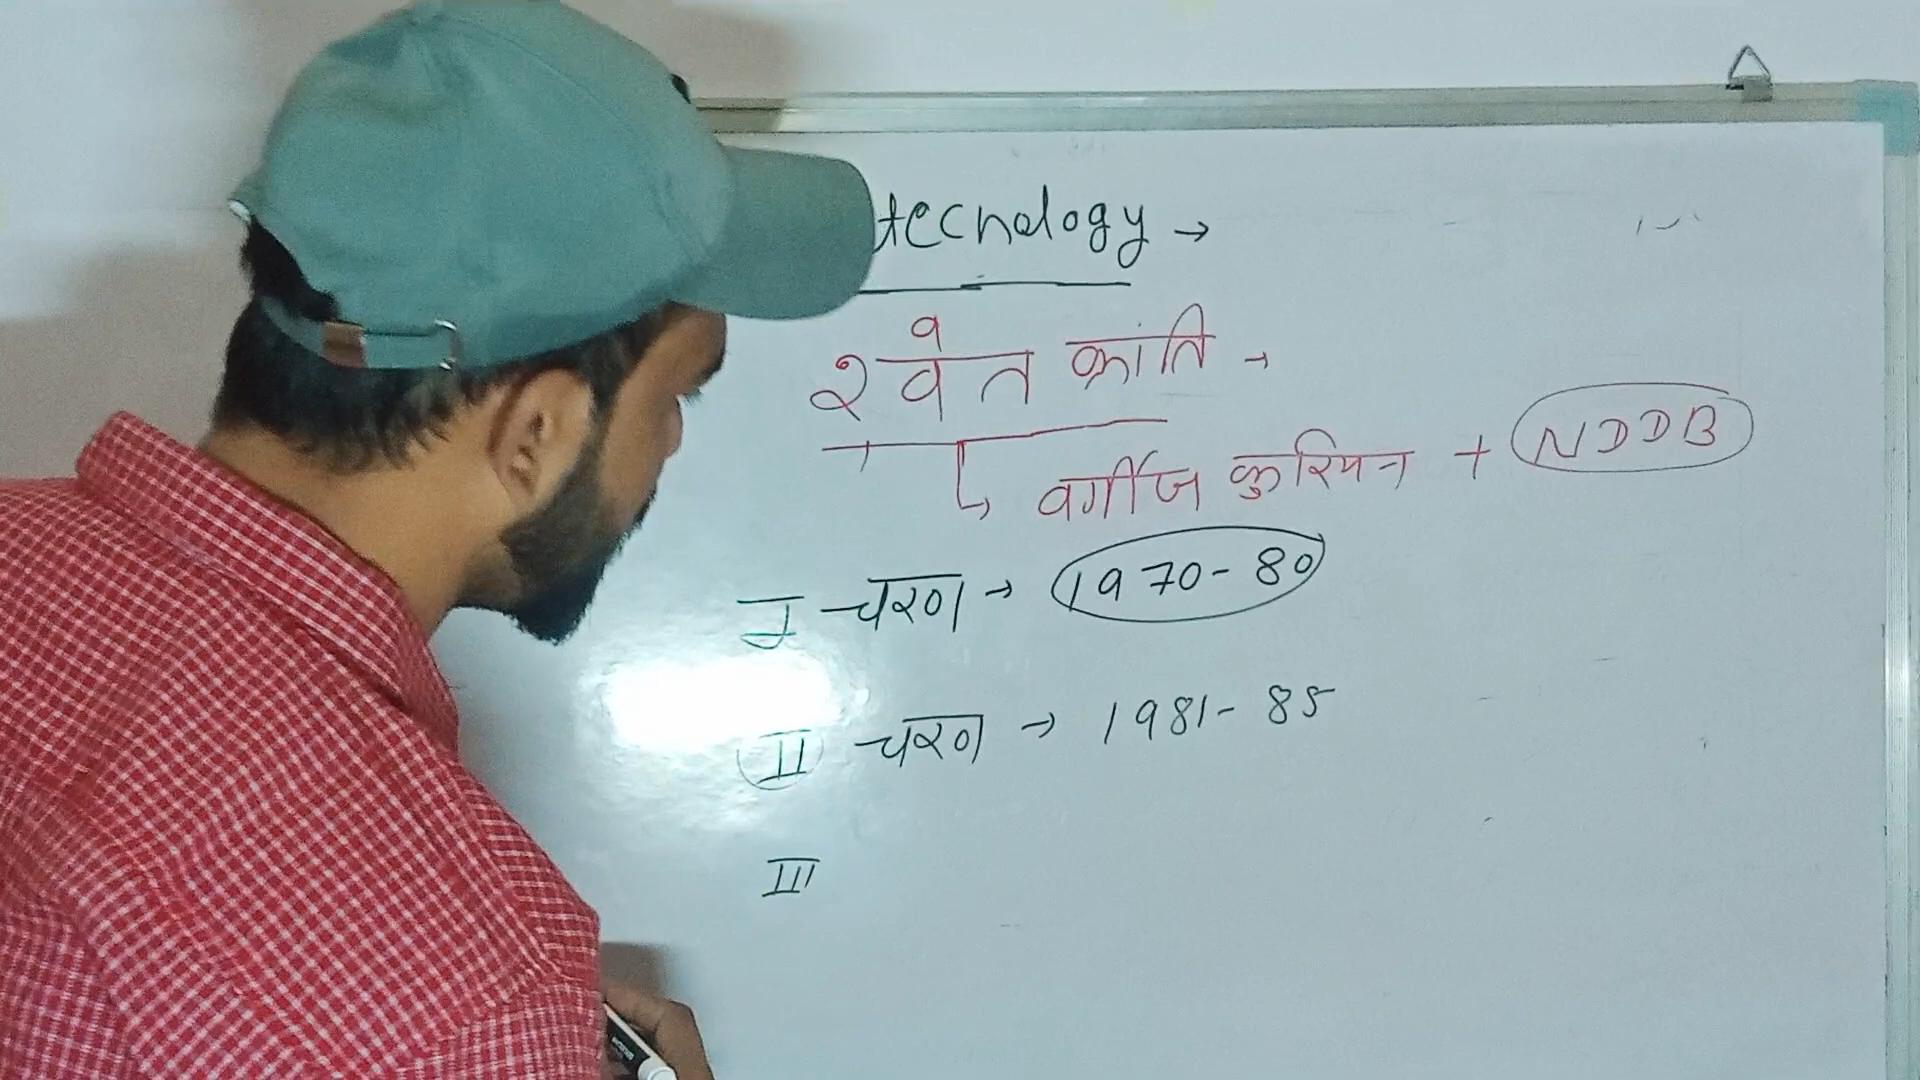 tecnology →
श्वेत क्रांति →
↳ वर्गीज कुरियन + NDDB
I चरण → 1970-80
II चरण → 1981-85
III